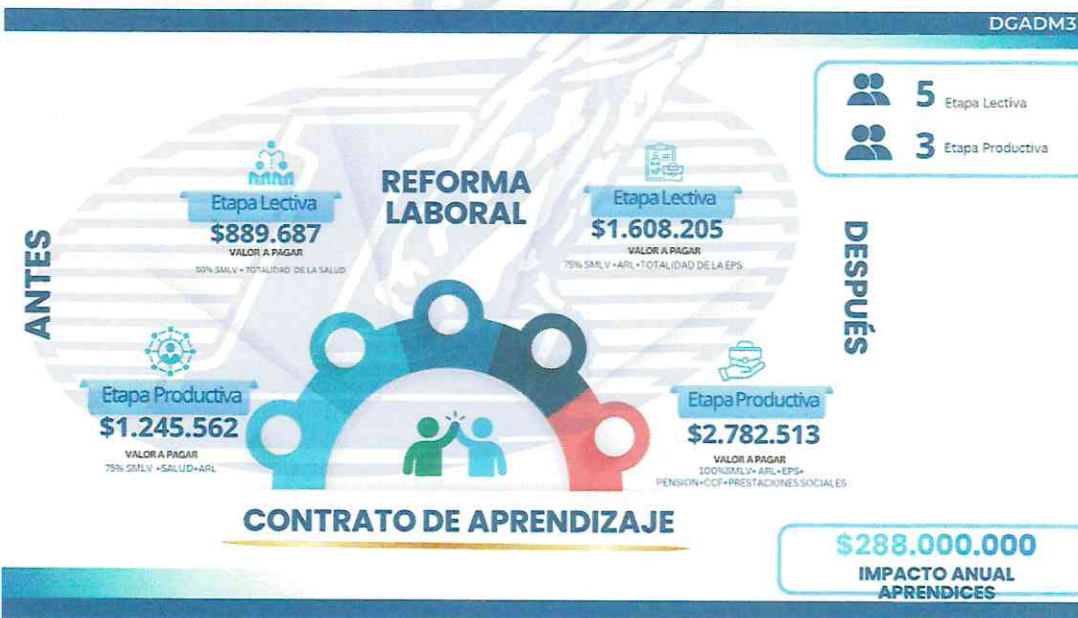 DGADM3
5 Etapa Lectiva
3 Etapa Productiva
REFORMA
LABORAL
ANTES
Etapa Lectiva
$889.687
VALOR A PAGAR
50% SMLV + TOTALIDAD DE LA SALUD
Etapa Productiva
$1.245.562
VALOR A PAGAR
75% SMLV +SALUD+ARL
DESPUÉS
Etapa Lectiva
$1.608.205
VALOR A PAGAR
75% SMLV +ARL+TOTALIDAD DE LA EPS
Etapa Productiva
$2.782.513
VALOR A PAGAR
100%SMLV+ ARL+EPS+
PENSION+CCF+PRESTACIONES SOCIALES
CONTRATO DE APRENDIZAJE
$288.000.000
IMPACTO ANUAL
APRENDICES